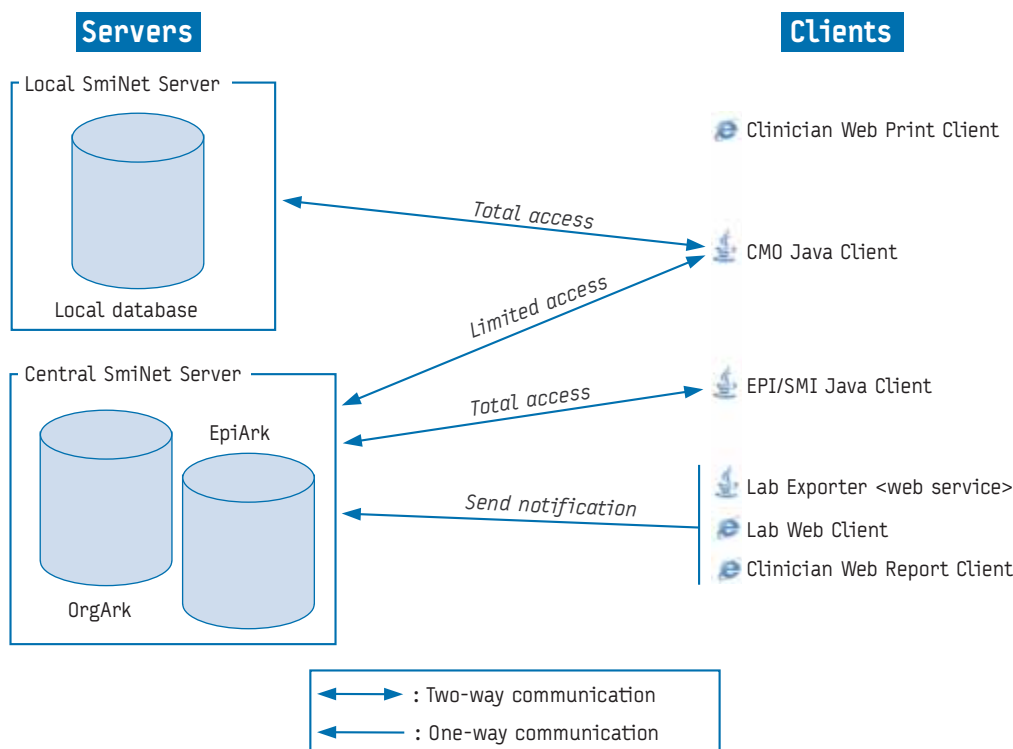 Servers
Clients
Local SmiNet Server
Local database
Clinician Web Print Client
Total access
CMO Java Client
Limited access
Central SmiNet Server
EpiArk
OrgArk
Total access
EPI/SMI Java Client
Send notification
Lab Exporter <web service>
Lab Web Client
Clinician Web Report Client
: Two-way communication
: One-way communication